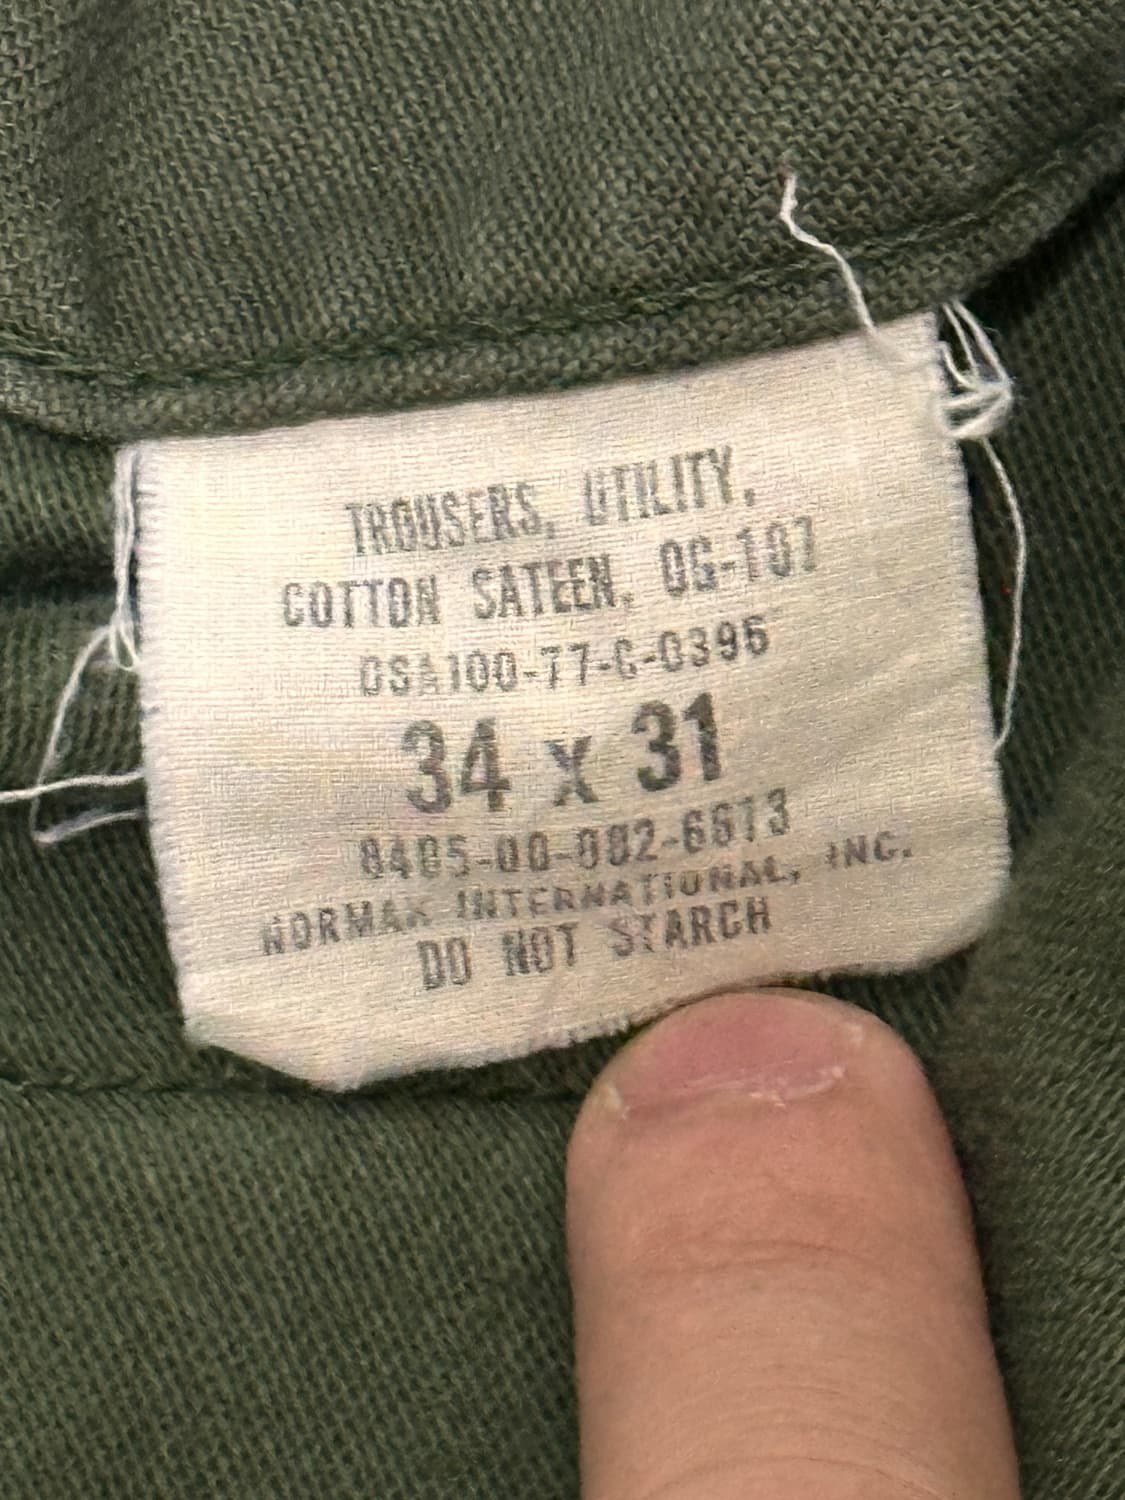 TROUSERS, UTILITY,
COTTON SATEEN, OG-107
DSA100-77-C-0396
34 x 31
8405-00-082-6613
NORMAK INTERNATIONAL, INC.
DO NOT STARCH